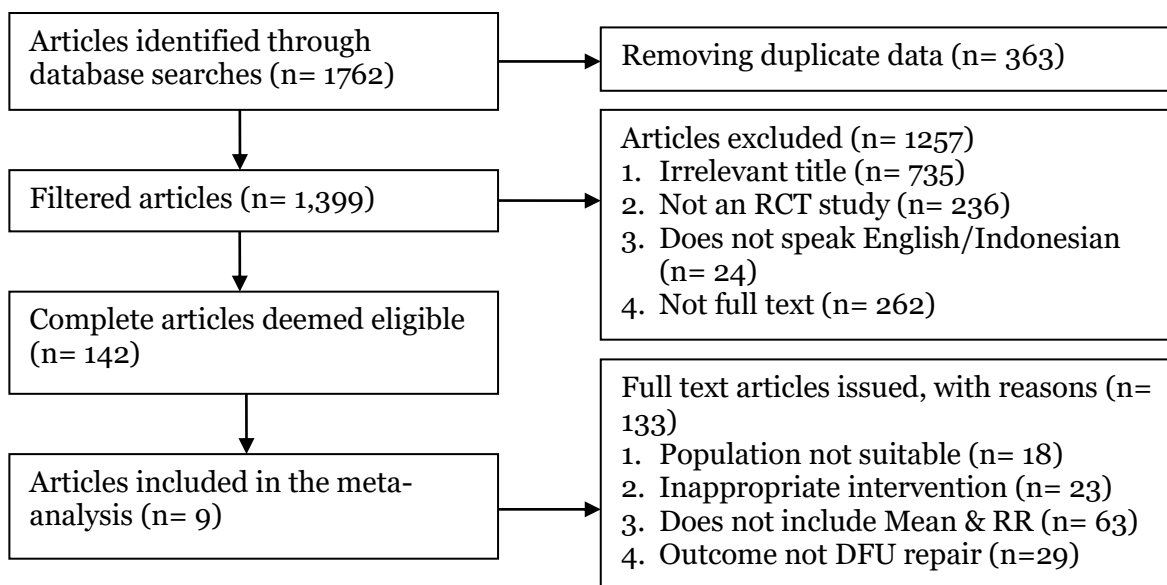 Articles identified through
database searches (n= 1762)
Removing duplicate data (n= 363)
Filtered articles (n= 1,399)
Articles excluded (n= 1257)
1. Irrelevant title (n= 735)
2. Not an RCT study (n= 236)
3. Does not speak English/Indonesian
(n= 24)
4. Not full text (n= 262)
Complete articles deemed eligible
(n= 142)
Full text articles issued, with reasons (n=
133)
1. Population not suitable (n= 18)
2. Inappropriate intervention (n= 23)
3. Does not include Mean & RR (n= 63)
4. Outcome not DFU repair (n=29)
Articles included in the meta-
analysis (n= 9)